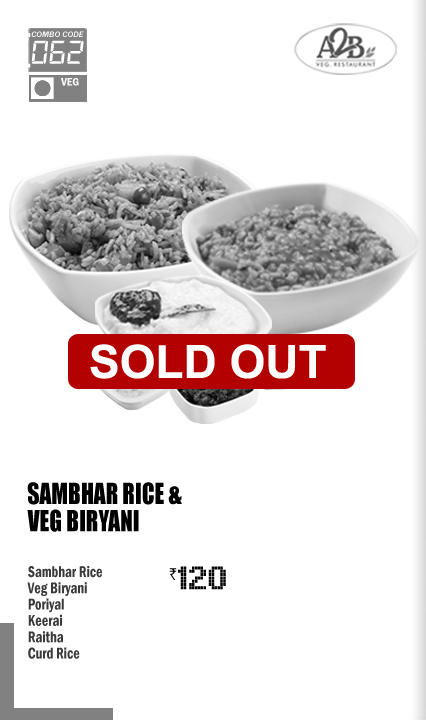 COMBO CODE
062
VEG
A2B
VEG. RESTAURANT
SOLD OUT
SAMBHAR RICE &
VEG BIRYANI
Sambhar Rice
Veg Biryani
Poriyal
Keerai
Raitha
Curd Rice
₹120